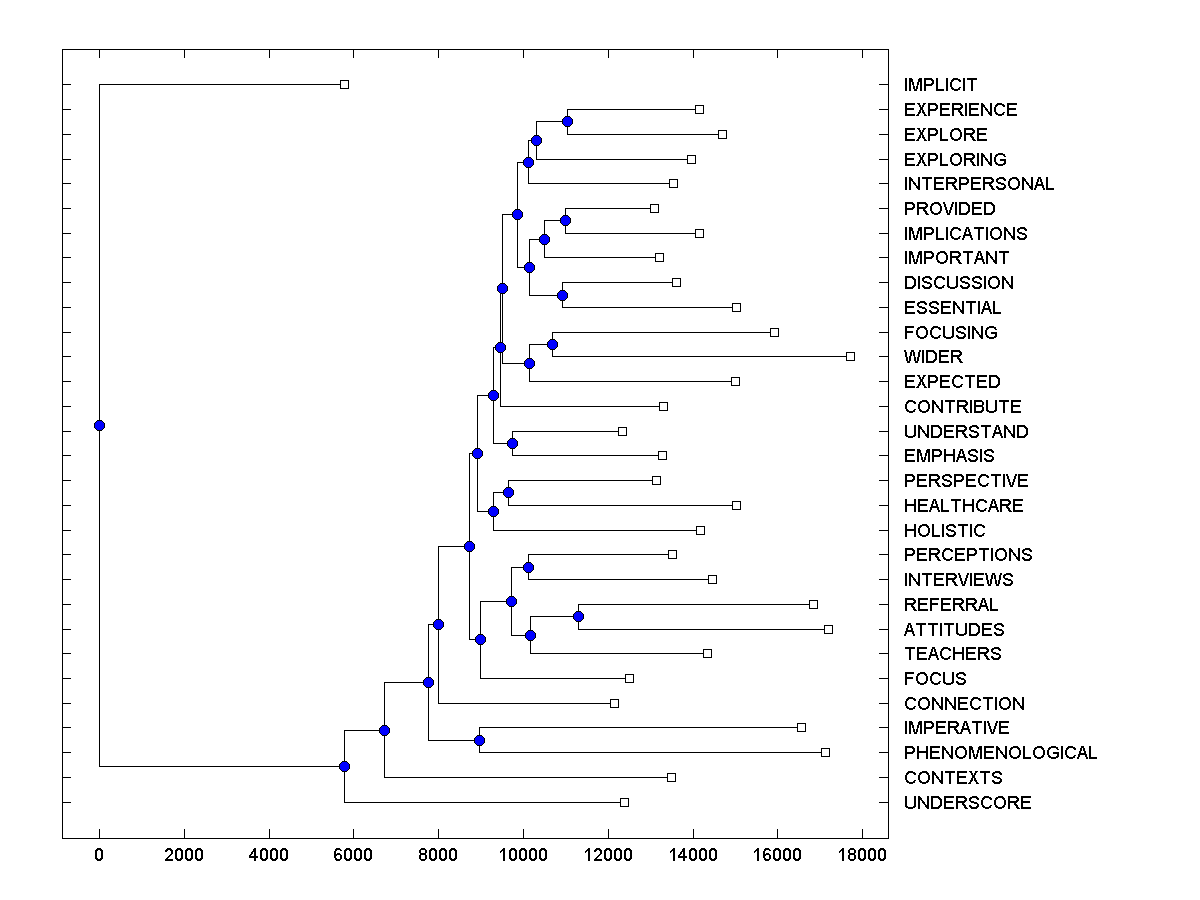 IMPLICIT
EXPERIENCE
EXPLORE
EXPLORING
INTERPERSONAL
PROVIDED
IMPLICATIONS
IMPORTANT
DISCUSSION
ESSENTIAL
FOCUSING
WIDER
EXPECTED
CONTRIBUTE
UNDERSTAND
EMPHASIS
PERSPECTIVE
HEALTHCARE
HOLISTIC
PERCEPTIONS
INTERVIEWS
REFERRAL
ATTITUDES
TEACHERS
FOCUS
CONNECTION
IMPERATIVE
PHENOMENOLOGICAL
CONTEXTS
UNDERSCORE
0 2000 4000 6000 8000 10000 12000 14000 16000 18000